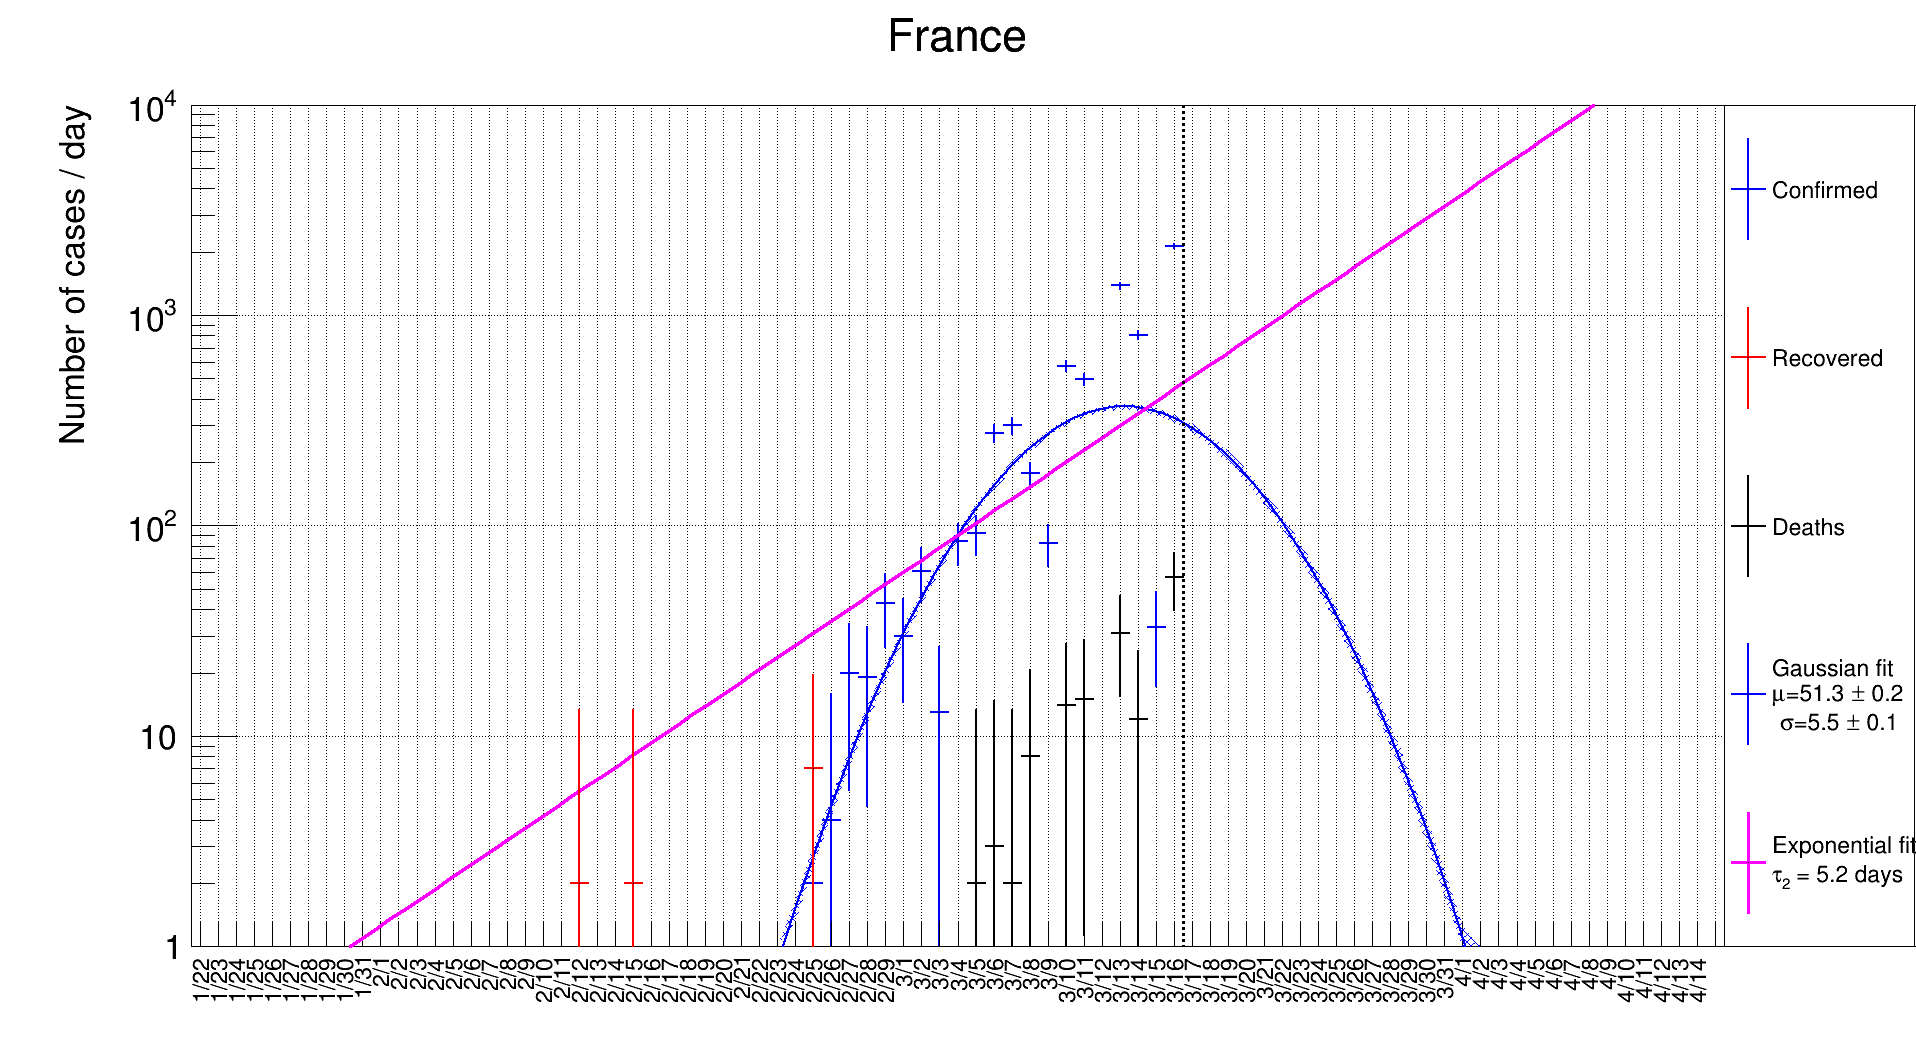 France
Number of cases / day
10⁴
10³
10²
10
1
1/22 1/23 1/24 1/25 1/26 1/27 1/28 1/29 1/30 1/31 2/1 2/2 2/3 2/4 2/5 2/6 2/7 2/8 2/9 2/10 2/11 2/12 2/13 2/14 2/15 2/16 2/17 2/18 2/19 2/20 2/21 2/22 2/23 2/24 2/25 2/26 2/27 2/28 2/29 3/1 3/2 3/3 3/4 3/5 3/6 3/7 3/8 3/9 3/10 3/11 3/12 3/13 3/14 3/15 3/16 3/17 3/18 3/19 3/20 3/21 3/22 3/23 3/24 3/25 3/26 3/27 3/28 3/29 3/30 3/31 4/1 4/2 4/3 4/4 4/5 4/6 4/7 4/8 4/9 4/10 4/11 4/12 4/13 4/14
Confirmed
Recovered
Deaths
Gaussian fit
μ=51.3 ± 0.2
σ=5.5 ± 0.1
Exponential fit
τ₂ = 5.2 days